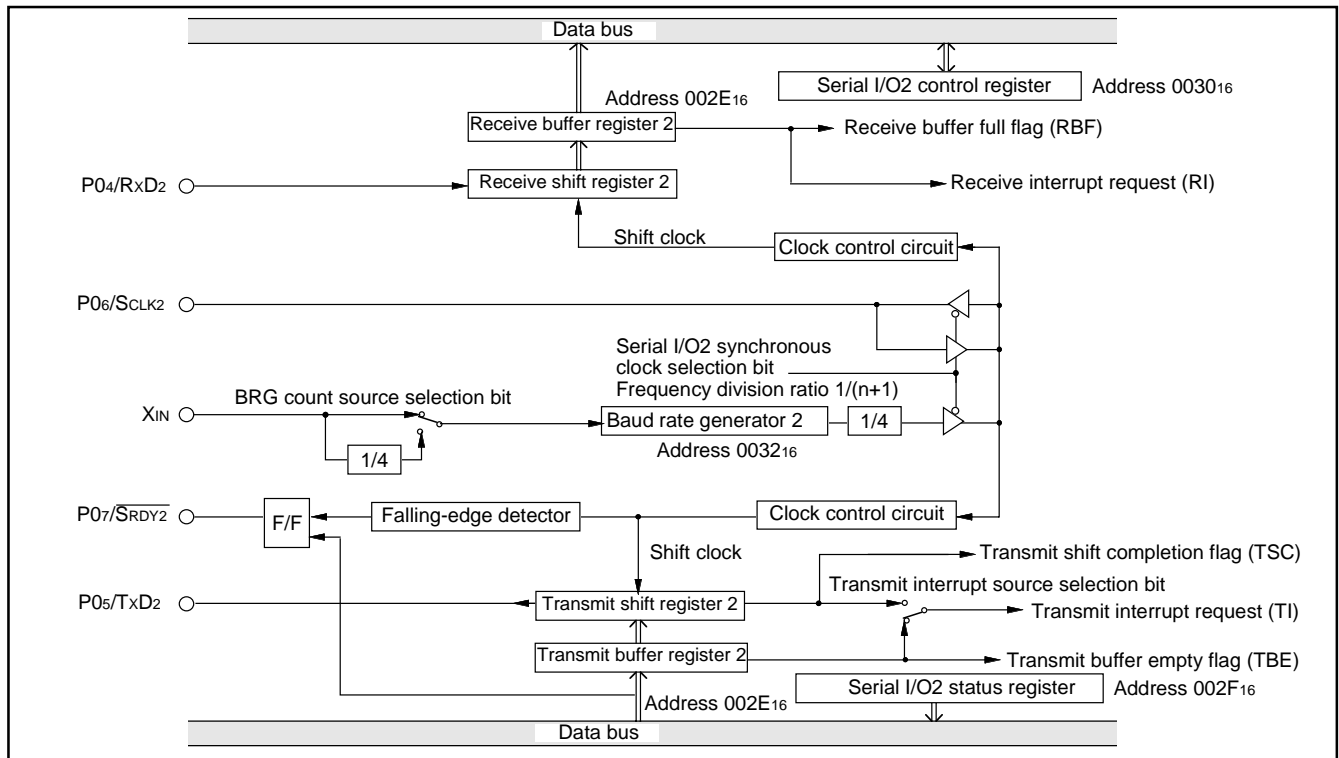 Data bus
Serial I/O2 control register
Address 003016
Address 002E16
Receive buffer register 2
Receive buffer full flag (RBF)
P04/RXD2
Receive shift register 2
Receive interrupt request (RI)
Shift clock
Clock control circuit
P06/SCLK2
Serial I/O2 synchronous
clock selection bit
Frequency division ratio 1/(n+1)
BRG count source selection bit
XIN
Baud rate generator 2
1/4
Address 003216
1/4
P07/SRDY2
F/F
Falling-edge detector
Clock control circuit
Shift clock
Transmit shift completion flag (TSC)
Transmit interrupt source selection bit
P05/TXD2
Transmit shift register 2
Transmit interrupt request (TI)
Transmit buffer register 2
Transmit buffer empty flag (TBE)
Address 002E16
Serial I/O2 status register
Address 002F16
Data bus